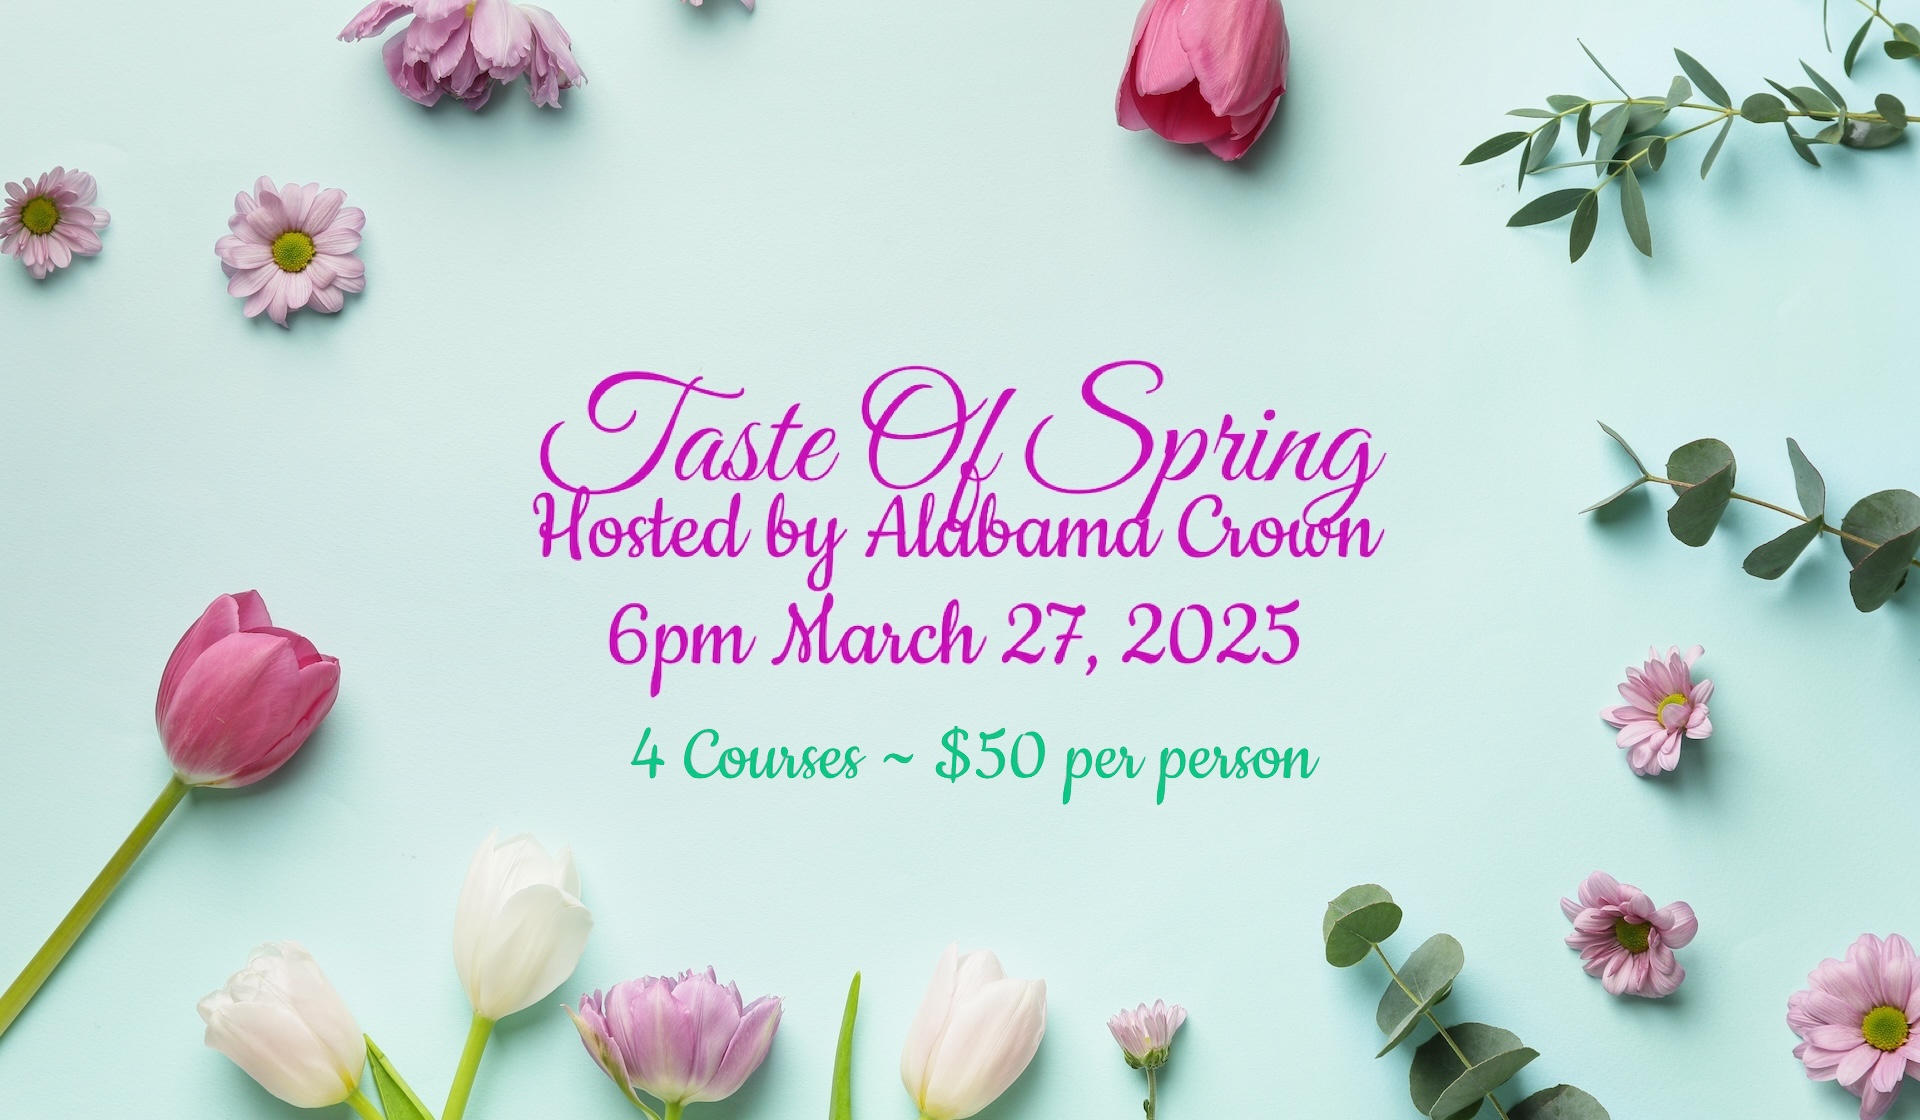 Taste Of Spring
Hosted by Alabama Crown
6pm March 27, 2025
4 Courses ~ $50 per person